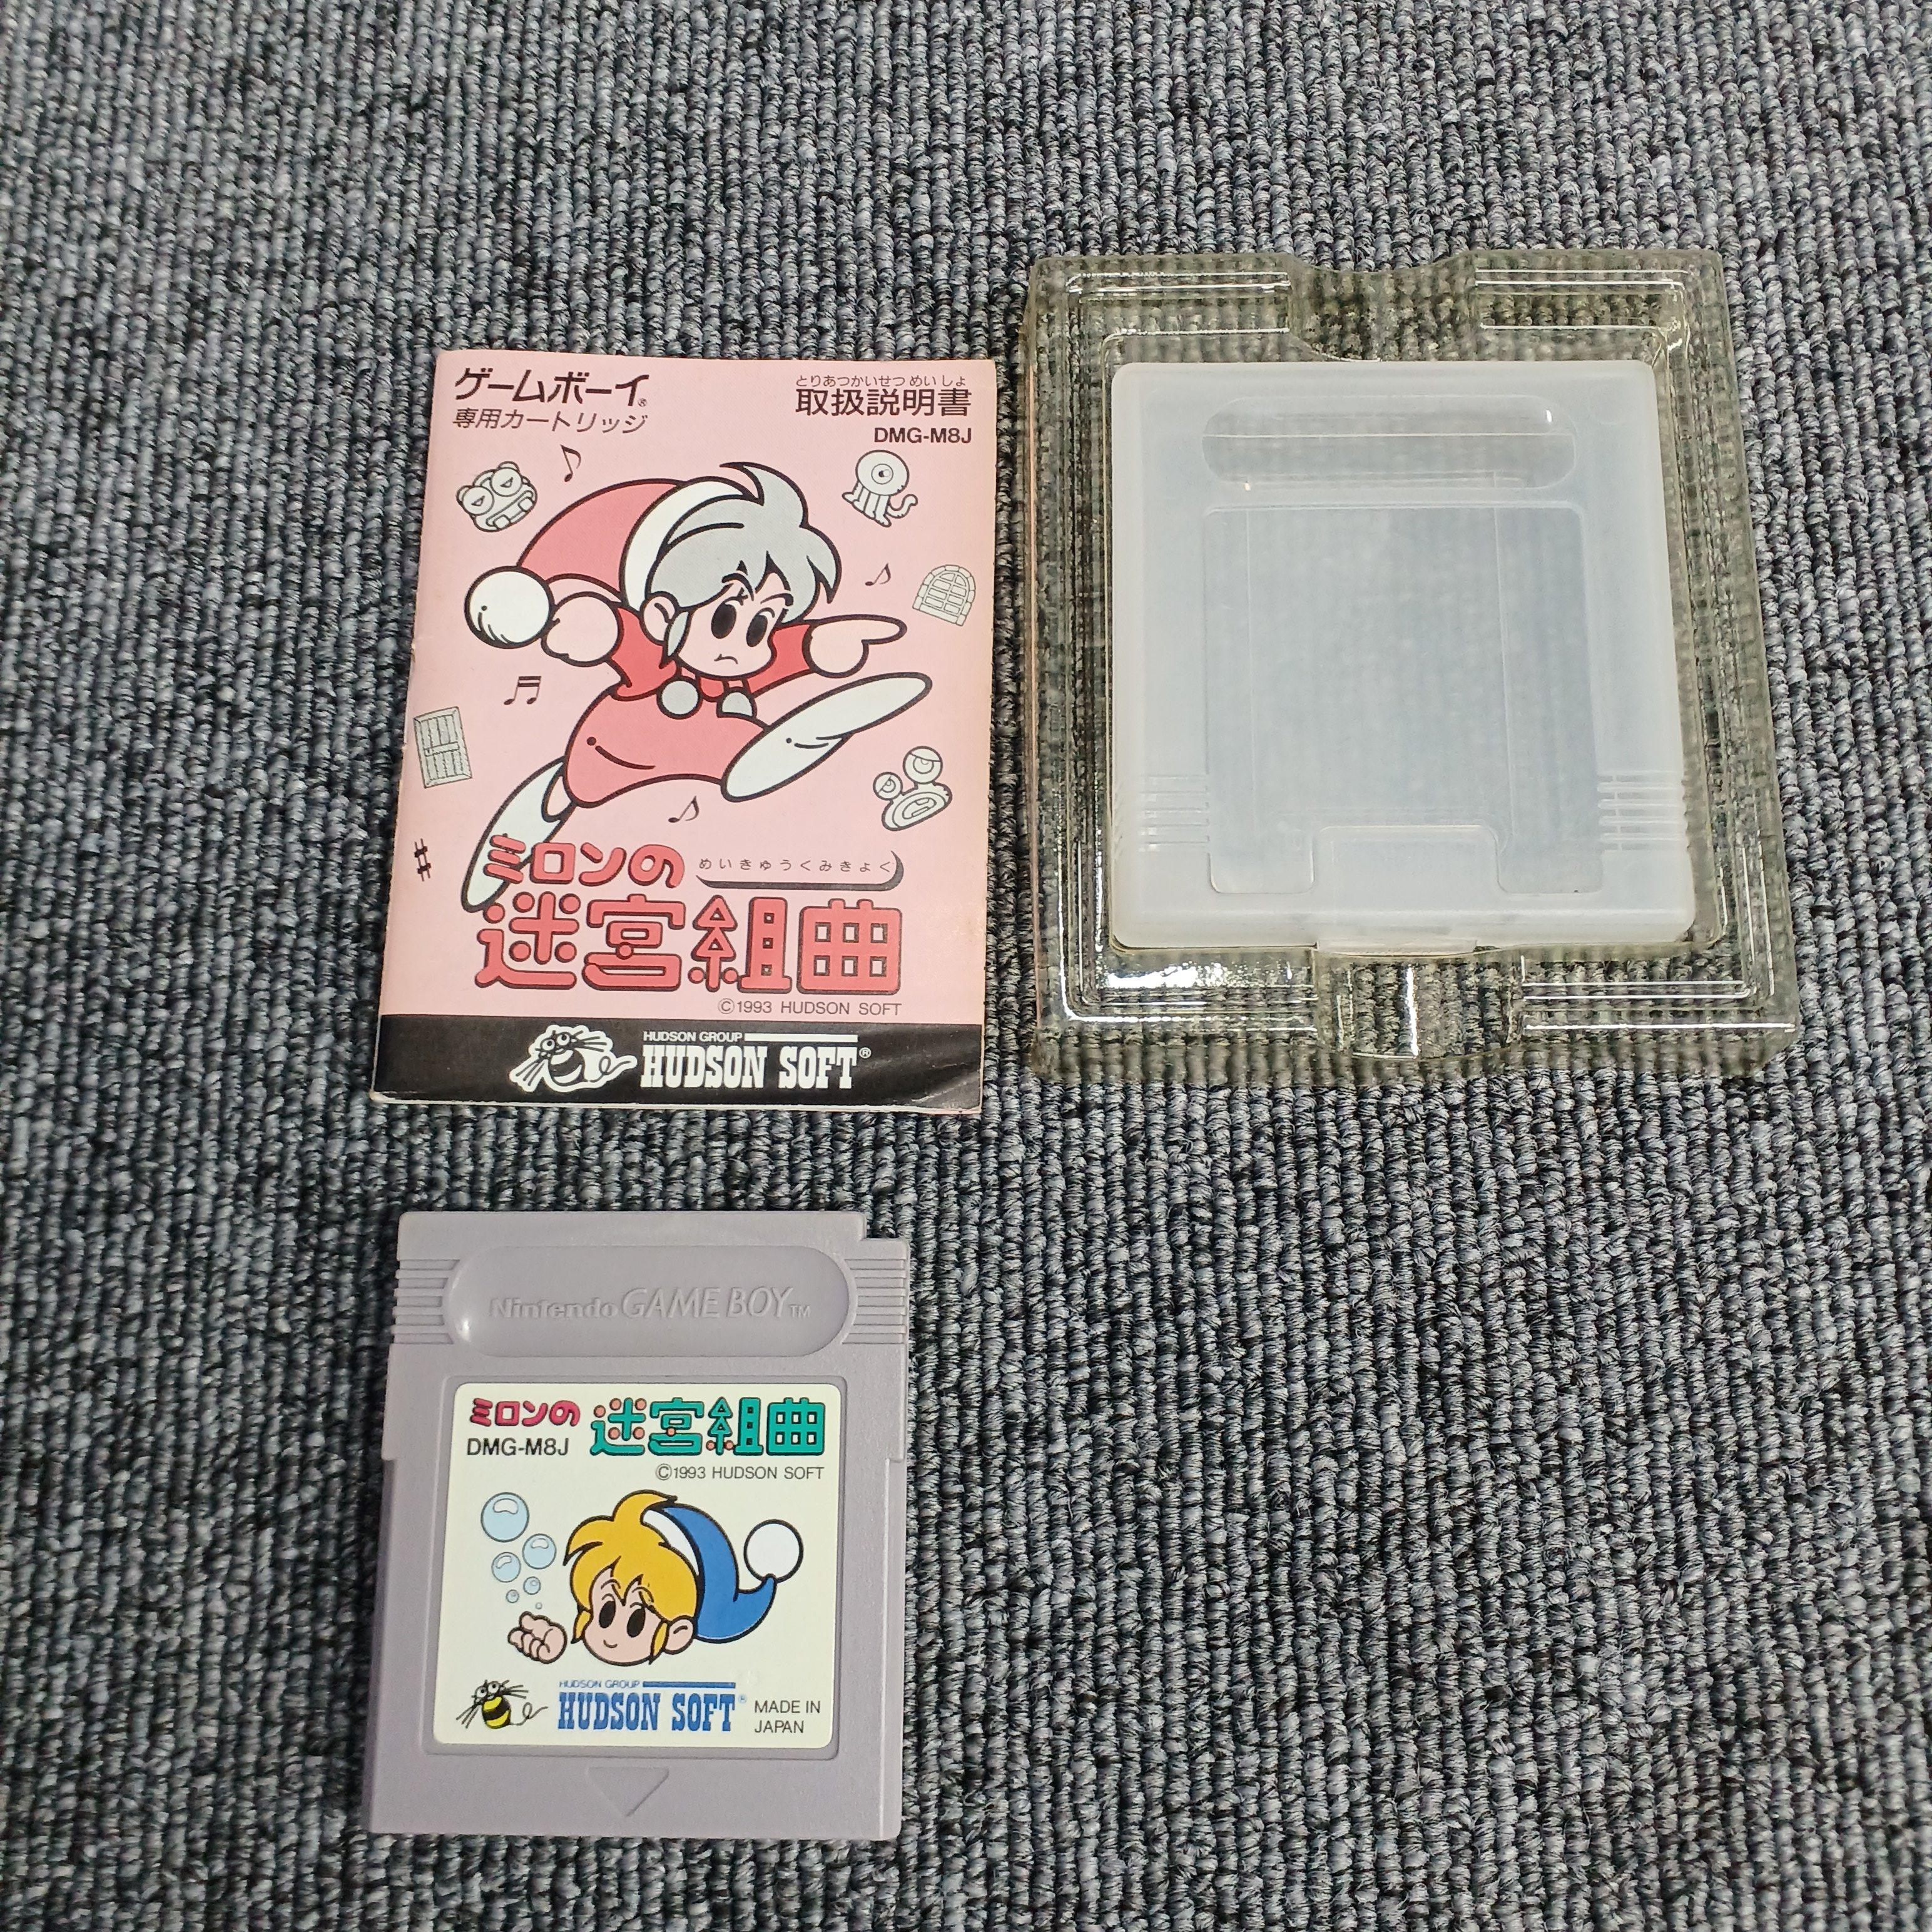 ゲームボーイ®
専用カートリッジ
とりあつかいせつめいしょ
取扱説明書
DMG-M8J
ミロンの
めいきゅうくみきょく
迷宮組曲
©1993 HUDSON SOFT
HUDSON GROUP
HUDSON SOFT®
Nintendo GAME BOY™
ミロンの 迷宮組曲
DMG-M8J
©1993 HUDSON SOFT
HUDSON GROUP
HUDSON SOFT®
MADE IN
JAPAN